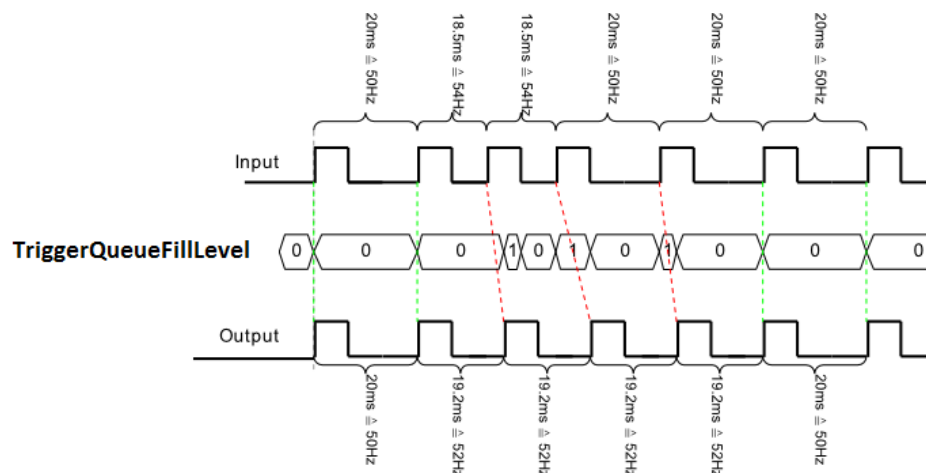 20ms ≙ 50Hz
18.5ms ≙ 54Hz
18.5ms ≙ 54Hz
20ms ≙ 50Hz
20ms ≙ 50Hz
20ms ≙ 50Hz
Input
TriggerQueueFillLevel 0 0 0 1 0 1 0 1 0 0 0
Output
20ms ≙ 50Hz
19.2ms ≙ 52Hz
19.2ms ≙ 52Hz
19.2ms ≙ 52Hz
19.2ms ≙ 52Hz
20ms ≙ 50Hz